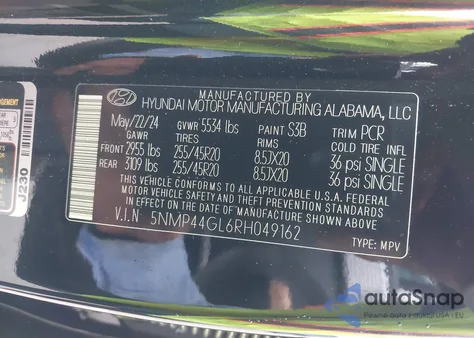 MANUFACTURED BY
HYUNDAI MOTOR MANUFACTURING ALABAMA, LLC
May/22/24 GVWR 5534 lbs PAINT S3B TRIM PCR
GAWR TIRES RIMS COLD TIRE INFL
FRONT 2955 lbs 255/45R20 8.5JX20 36 psi SINGLE
REAR 3109 lbs 255/45R20 8.5JX20 36 psi SINGLE
THIS VEHICLE CONFORMS TO ALL APPLICABLE U.S.A. FEDERAL
MOTOR VEHICLE SAFETY AND THEFT PREVENTION STANDARDS
IN EFFECT ON THE DATE OF MANUFACTURE SHOWN ABOVE
V.I.N 5NMP44GL6RH049162
TYPE: MPV
J230
autoSnap